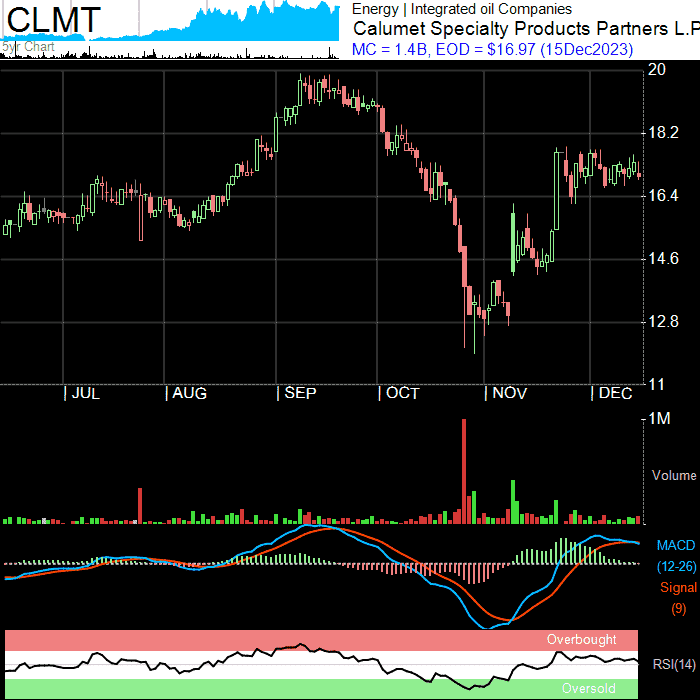 CLMT
5yr Chart
Energy | Integrated oil Companies
Calumet Specialty Products Partners L.P
MC = 1.4B, EOD = $16.97 (15Dec2023)
20
18.2
16.4
14.6
12.8
11
| JUL | AUG | SEP | OCT | NOV | DEC
1M
Volume
MACD
(12-26)
Signal
(9)
Overbought
RSI(14)
Oversold